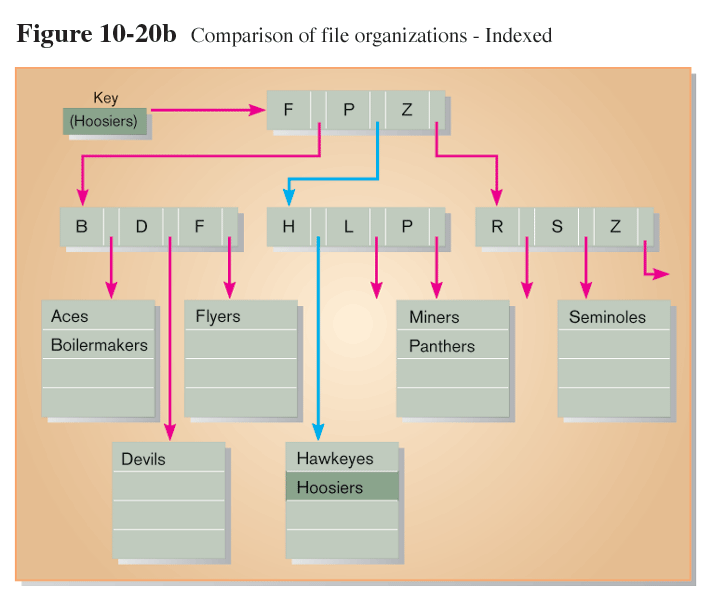 Figure 10-20b Comparison of file organizations - Indexed
Key
(Hoosiers)
F P Z
B D F
H L P
R S Z
Aces
Boilermakers
Flyers
Miners
Panthers
Seminoles
Devils
Hawkeyes
Hoosiers